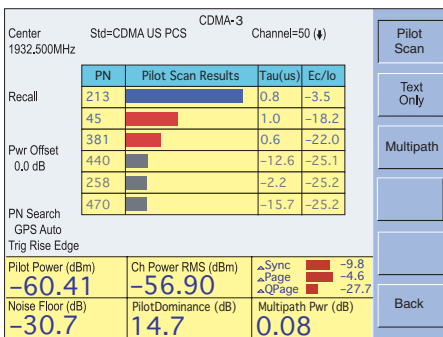 CDMA-3
Center Std=CDMA US PCS Channel=50 (⬇)
1932.500MHz
PN Pilot Scan Results Tau(us) Ec/Io
Recall
213 0.8 -3.5
45 1.0 -18.2
381 0.6 -22.0
Pwr Offset
0.0 dB
440 -12.6 -25.1
258 -2.2 -25.2
470 -15.7 -25.2
PN Search
GPS Auto
Trig Rise Edge
Pilot Power (dBm)
-60.41
Ch Power RMS (dBm)
-56.90
▵Sync -9.8
▵Page -4.6
▵QPage -27.7
Noise Floor (dB)
-30.7
PilotDominance (dB)
14.7
Multipath Pwr (dB)
0.08
Pilot
Scan
Text
Only
Multipath
Back